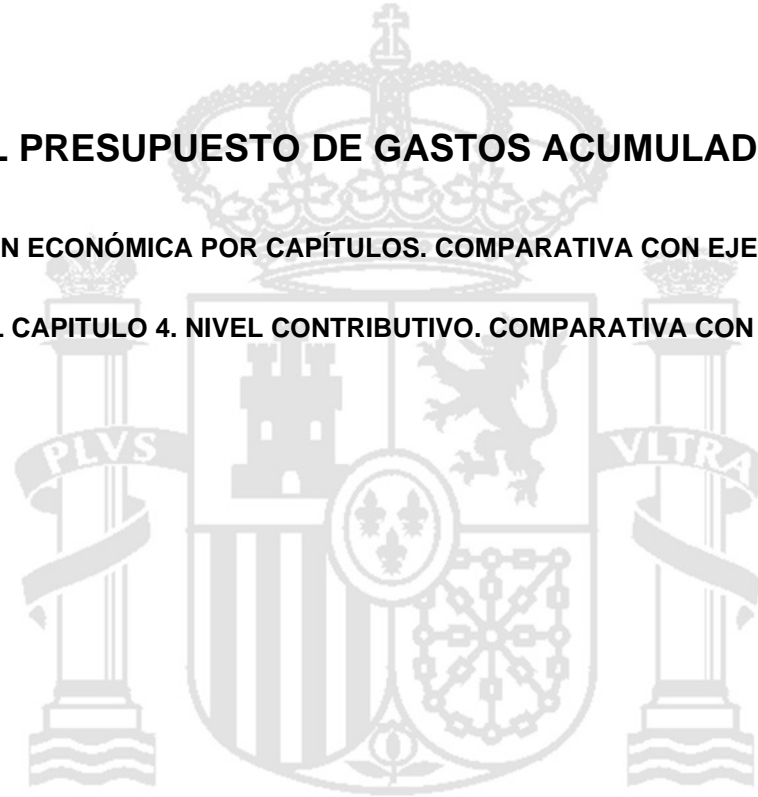 L PRESUPUESTO DE GASTOS ACUMULAD
N ECONÓMICA POR CAPÍTULOS. COMPARATIVA CON EJE
L CAPITULO 4. NIVEL CONTRIBUTIVO. COMPARATIVA CON
PLVS
VLTRA